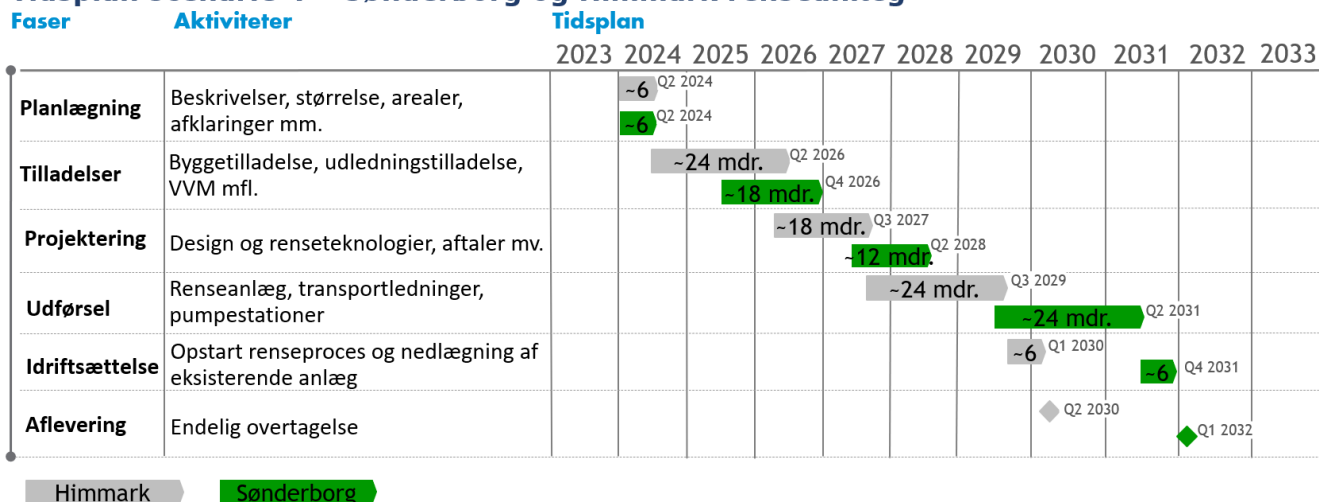 Faser Aktiviteter Tidsplan
2023 2024 2025 2026 2027 2028 2029 2030 2031 2032 2033
Planlægning
Beskrivelser, størrelse, arealer,
afklaringer mm.
~6 Q2 2024
~6 Q2 2024
Tilladelser
Byggetilladelse, udledningstilladelse,
VVM mfl.
~24 mdr. Q2 2026
~18 mdr. Q4 2026
Projektering
Design og renseteknologier, aftaler mv.
~18 mdr. Q3 2027
~12 mdr. Q2 2028
Udførsel
Renseanlæg, transportledninger,
pumpestationer
~24 mdr. Q3 2029
~24 mdr. Q2 2031
Idriftsættelse
Opstart renseproces og nedlægning af
eksisterende anlæg
~6 Q1 2030
~6 Q4 2031
Aflevering
Endelig overtagelse
Q2 2030
Q1 2032
Himmark Sønderborg